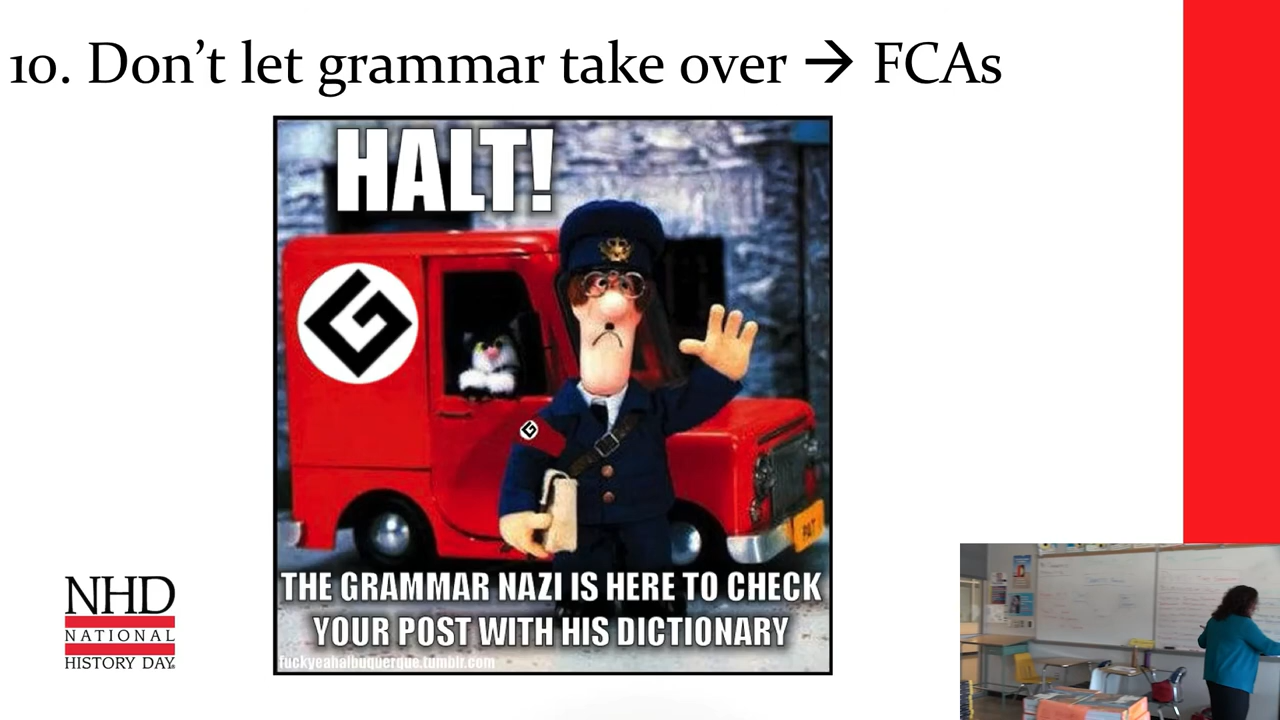 10. Don't let grammar take over → FCAs
HALT!
G
G
PAT
THE GRAMMAR NAZI IS HERE TO CHECK
YOUR POST WITH HIS DICTIONARY
fuckyeahalbuquerque.tumblr.com
NHD
NATIONAL
HISTORY DAY